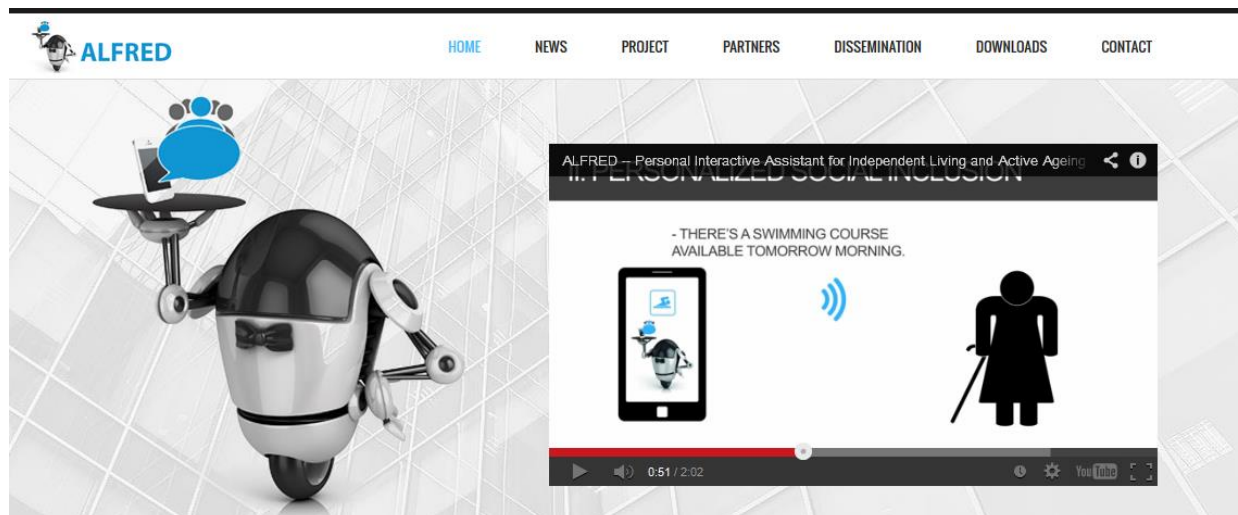 ALFRED
HOME NEWS PROJECT PARTNERS DISSEMINATION DOWNLOADS CONTACT
ALFRED -- Personal Interactive Assistant for Independent Living and Active Ageing
II. PERSONALIZED SOCIAL INCLUSION
- THERE'S A SWIMMING COURSE
AVAILABLE TOMORROW MORNING.
0:51 / 2:02
YouTube